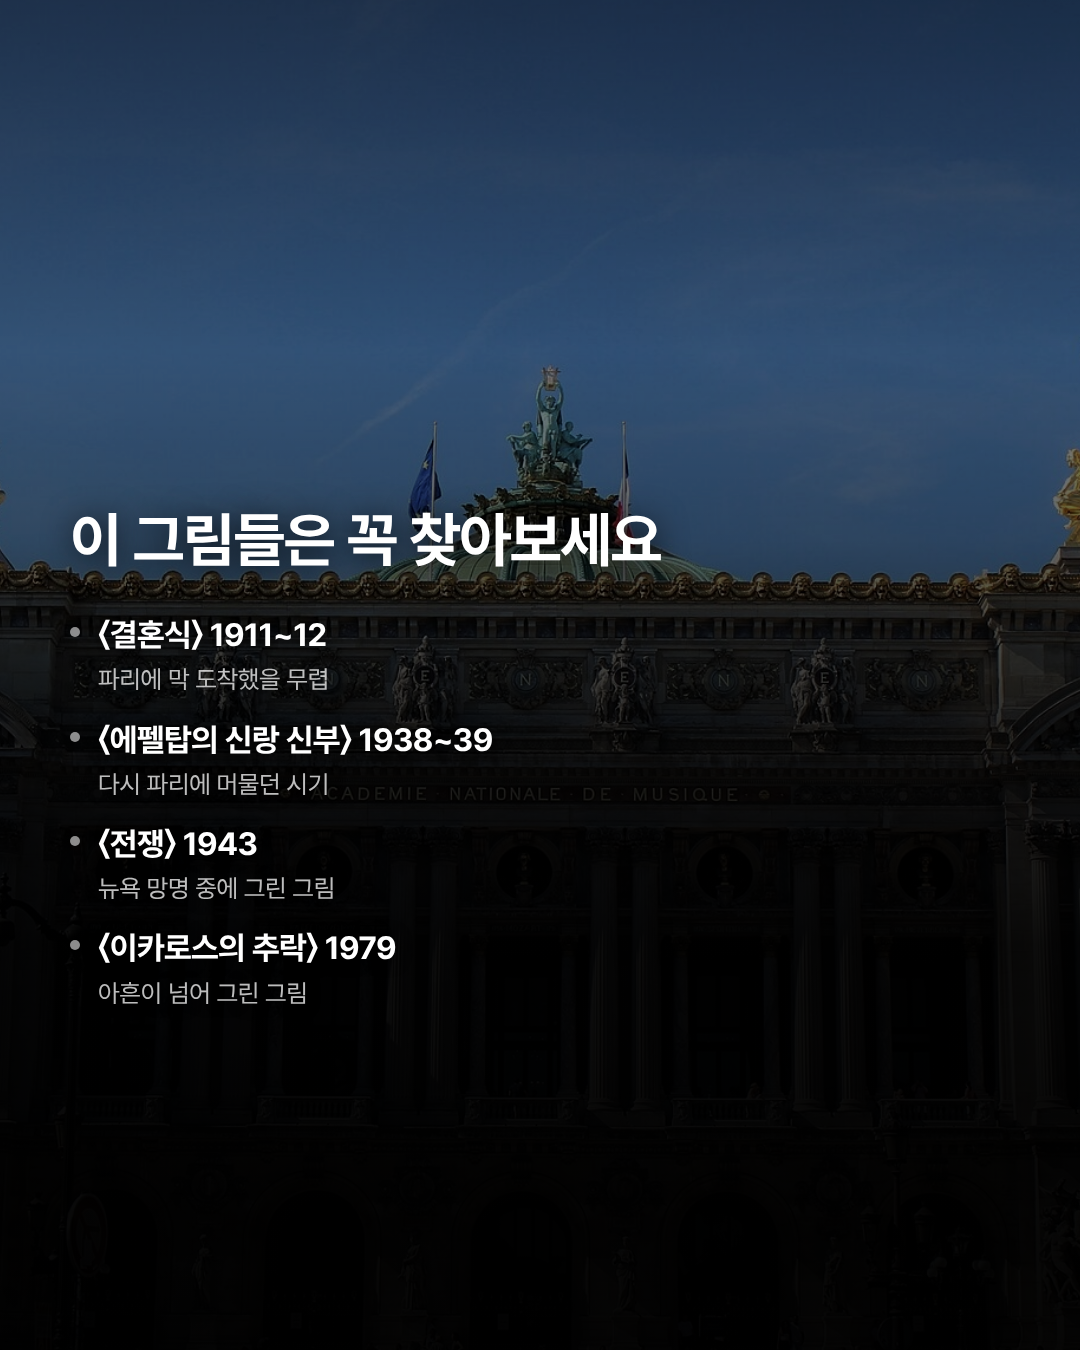 이 그림들은 꼭 찾아보세요
〈결혼식〉 1911~12
파리에 막 도착했을 무렵
〈에펠탑의 신랑 신부〉 1938~39
다시 파리에 머물던 시기
ACADEMIE · NATIONALE · DE · MUSIQUE
〈전쟁〉 1943
뉴욕 망명 중에 그린 그림
〈이카로스의 추락〉 1979
아흔이 넘어 그린 그림
E
N
E
N
E
N